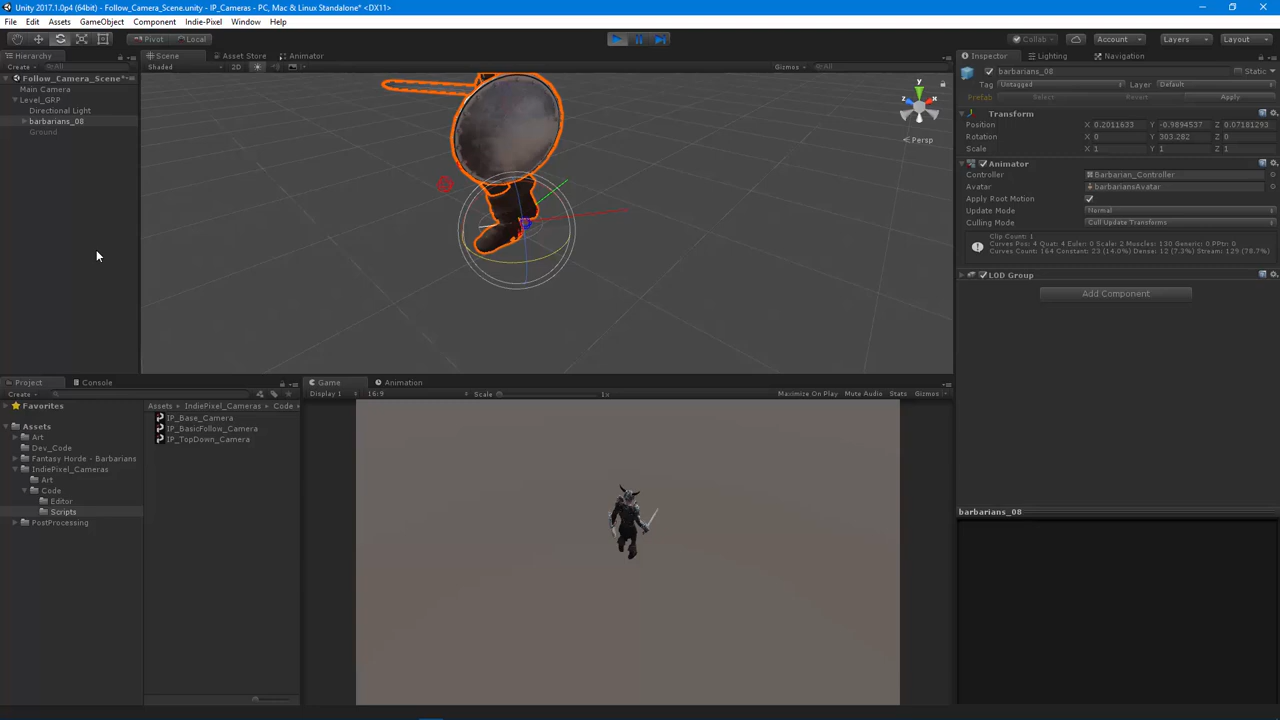 Unity 2017.1.0p4 (64bit) - Follow_Camera_Scene.unity - IP_Cameras - PC, Mac & Linux Standalone* <DX11>
File Edit Assets GameObject Component Indie-Pixel Window Help
Pivot Local Collab Account Layers Layout
Hierarchy
Create All
Follow_Camera_Scene*
Main Camera
Level_GRP
Directional Light
barbarians_08
Ground
Scene Asset Store Animator
Shaded 2D Gizmos All
y
x
z
Persp
Inspector Lighting Navigation
barbarians_08 Static
Tag Untagged Layer Default
Prefab Select Revert Apply
Transform
Position X 0.2011633 Y -0.9894537 Z 0.07181293
Rotation X 0 Y 303.282 Z 0
Scale X 1 Y 1 Z 1
Animator
Controller Barbarian_Controller
Avatar barbariansAvatar
Apply Root Motion
Update Mode Normal
Culling Mode Cull Update Transforms
Clip Count: 1
Curves Pos: 4 Quat: 4 Euler: 0 Scale: 2 Muscles: 130 Generic: 0 PPtr: 0
Curves Count: 164 Constant: 23 (14.0%) Dense: 12 (7.3%) Stream: 129 (78.7%)
LOD Group
Add Component
barbarians_08
Project Console
Create
Favorites
Assets
Art
Dev_Code
Fantasy Horde - Barbarians
IndiePixel_Cameras
Art
Code
Editor
Scripts
PostProcessing
Assets IndiePixel_Cameras Code
IP_Base_Camera
IP_BasicFollow_Camera
IP_TopDown_Camera
Game Animation
Display 1 16:9 Scale 1x Maximize On Play Mute Audio Stats Gizmos